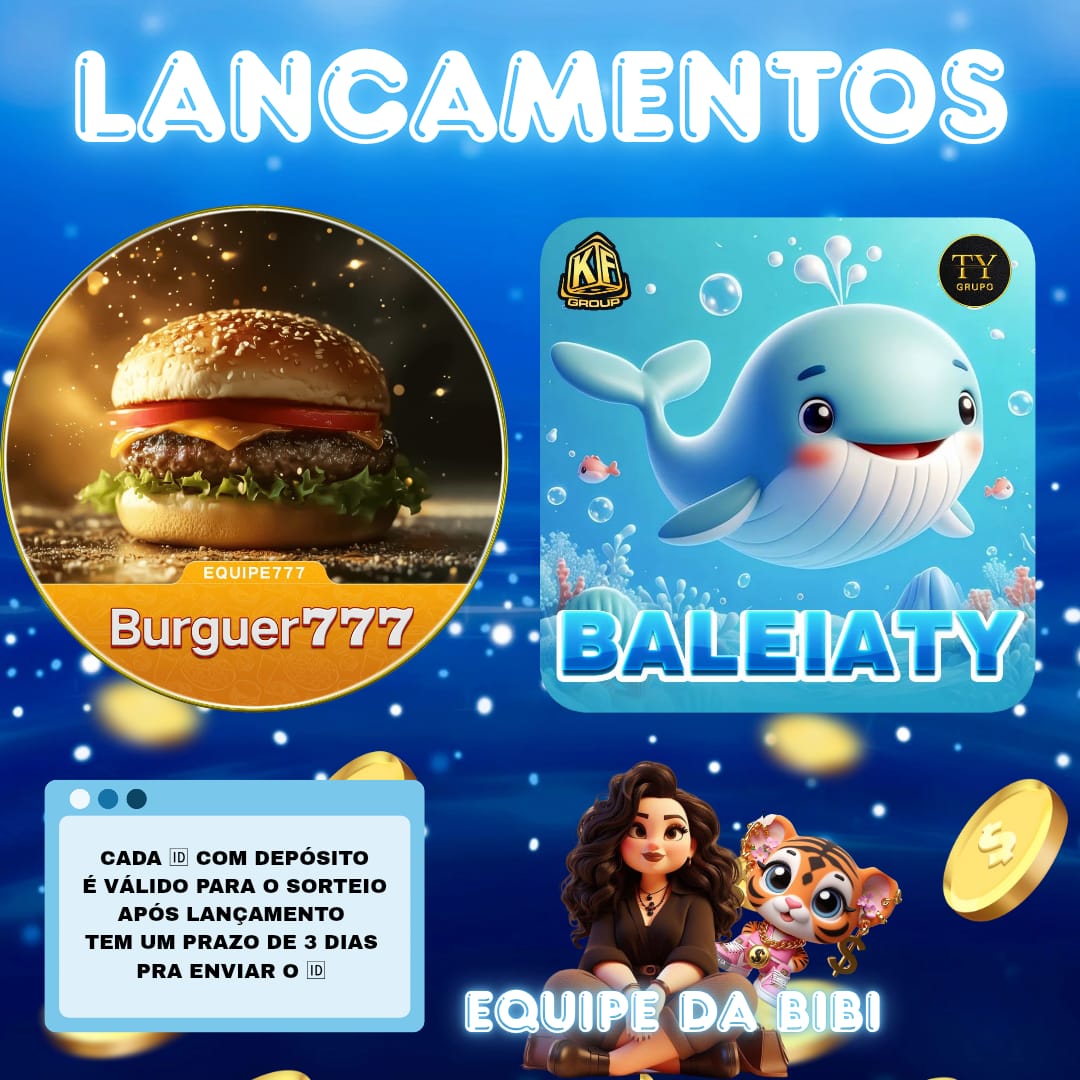 LANCAMENTOS
KTF
GROUP
TY
GRUPO
EQUIPE777
Burguer777
BALEIATY
CADA 🆔 COM DEPÓSITO
É VÁLIDO PARA O SORTEIO
APÓS LANÇAMENTO
TEM UM PRAZO DE 3 DIAS
PRA ENVIAR O 🆔
EQUIPE DA BIBI